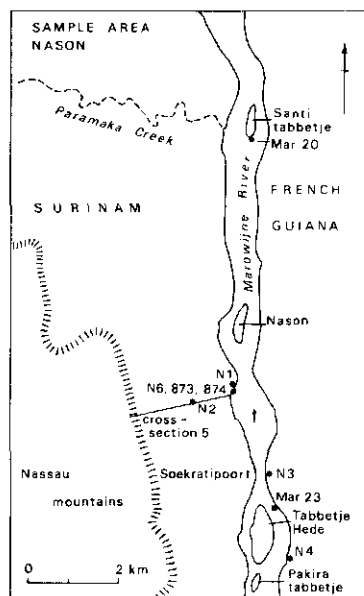 SAMPLE AREA
NASON
Paramaka Creek
Santi
tabbetje
Mar 20
FRENCH
GUIANA
SURINAM
Marowijne River
Nason
N1
N6, 873, 874
N2
cross-
section 5
Soekratipoort
N3
Nassau
mountains
Mar 23
Tabbetje
Hede
N4
Pakira
tabbetje
0 2 km